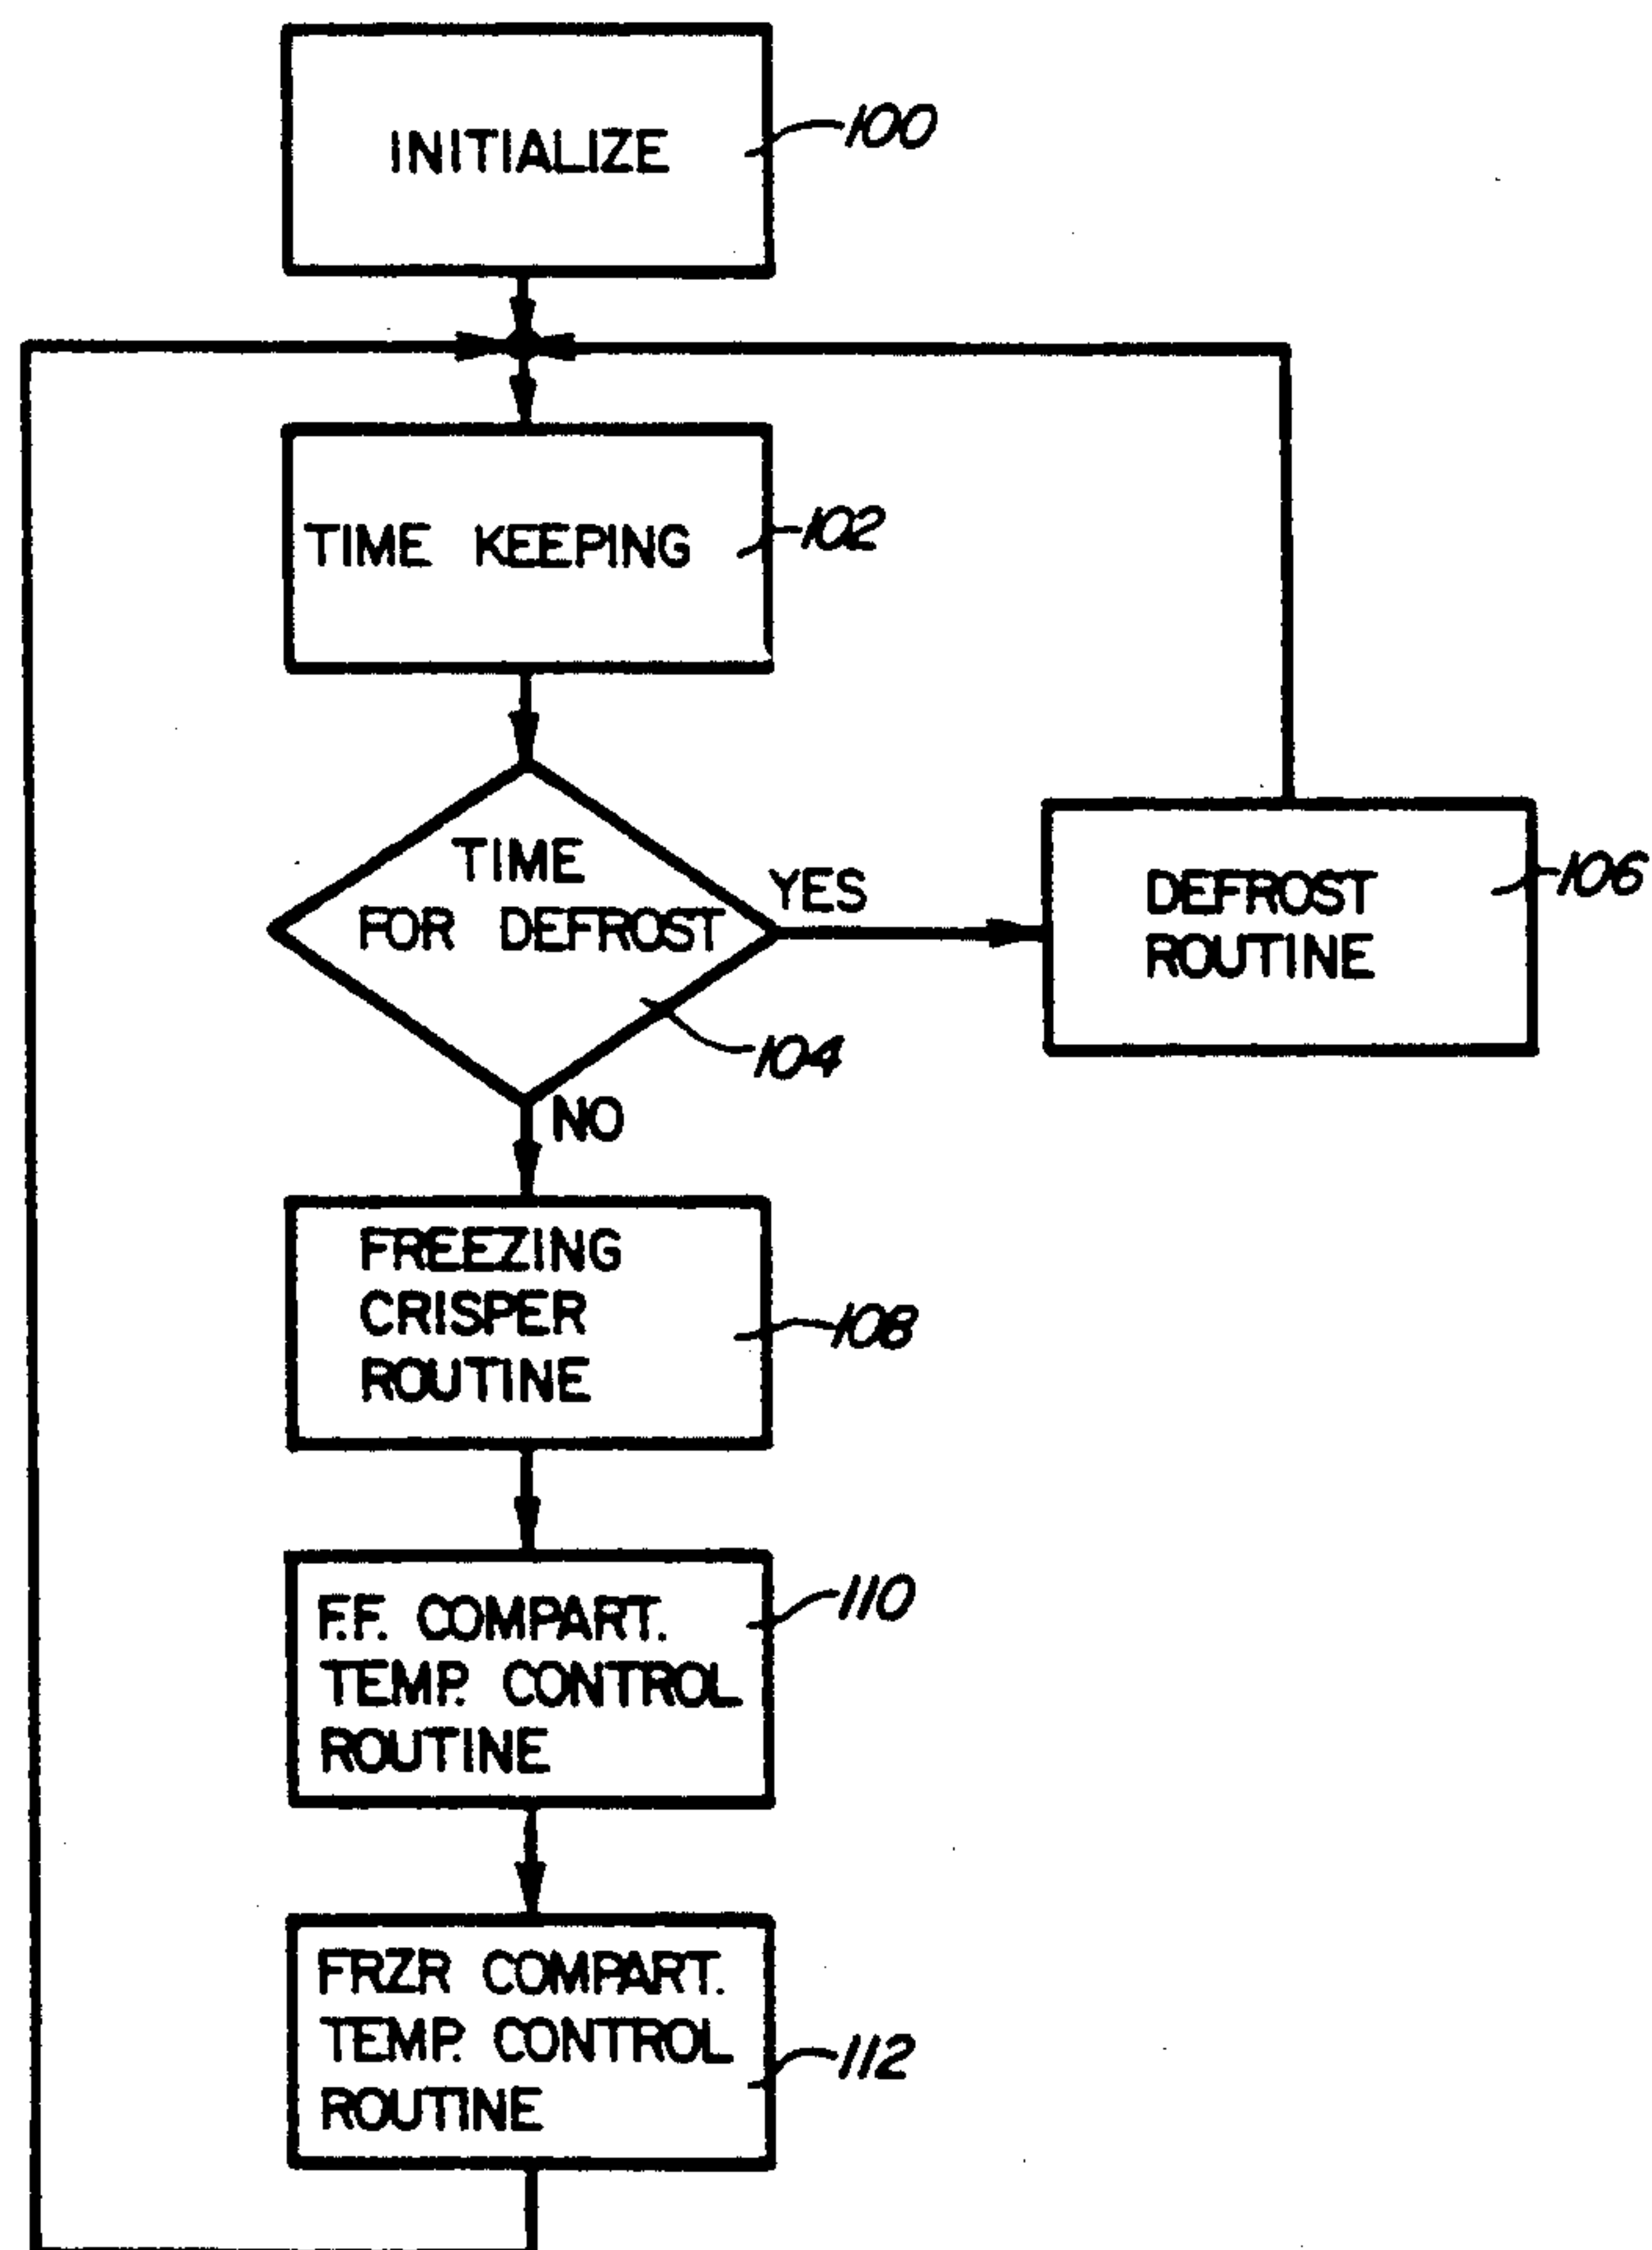 INITIALIZE
100
TIME KEEPING
102
TIME
FOR DEFROST
YES
104
DEFROST
ROUTINE
106
NO
FREEZING
CRISPER
ROUTINE
108
F.F. COMPART.
TEMP. CONTROL
ROUTINE
110
FRZR COMPART.
TEMP. CONTROL
ROUTINE
112